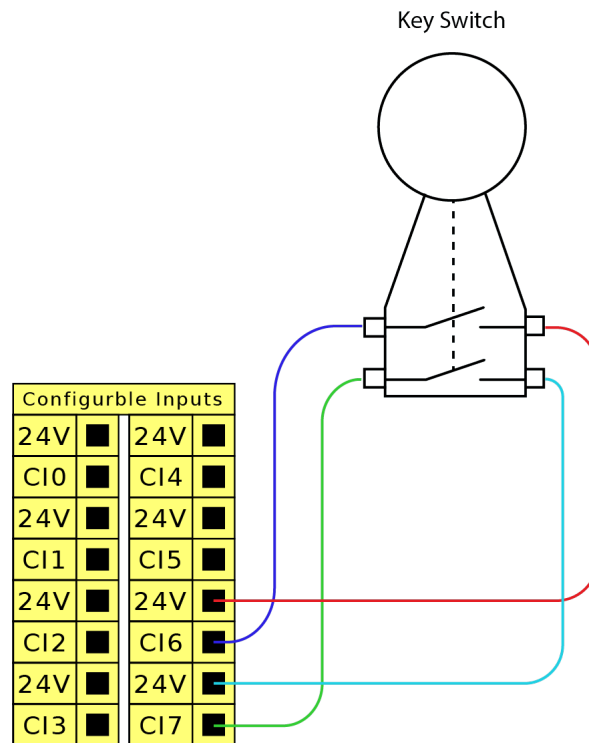 Key Switch
Configurble Inputs
24V 24V
CI0 CI4
24V 24V
CI1 CI5
24V 24V
CI2 CI6
24V 24V
CI3 CI7